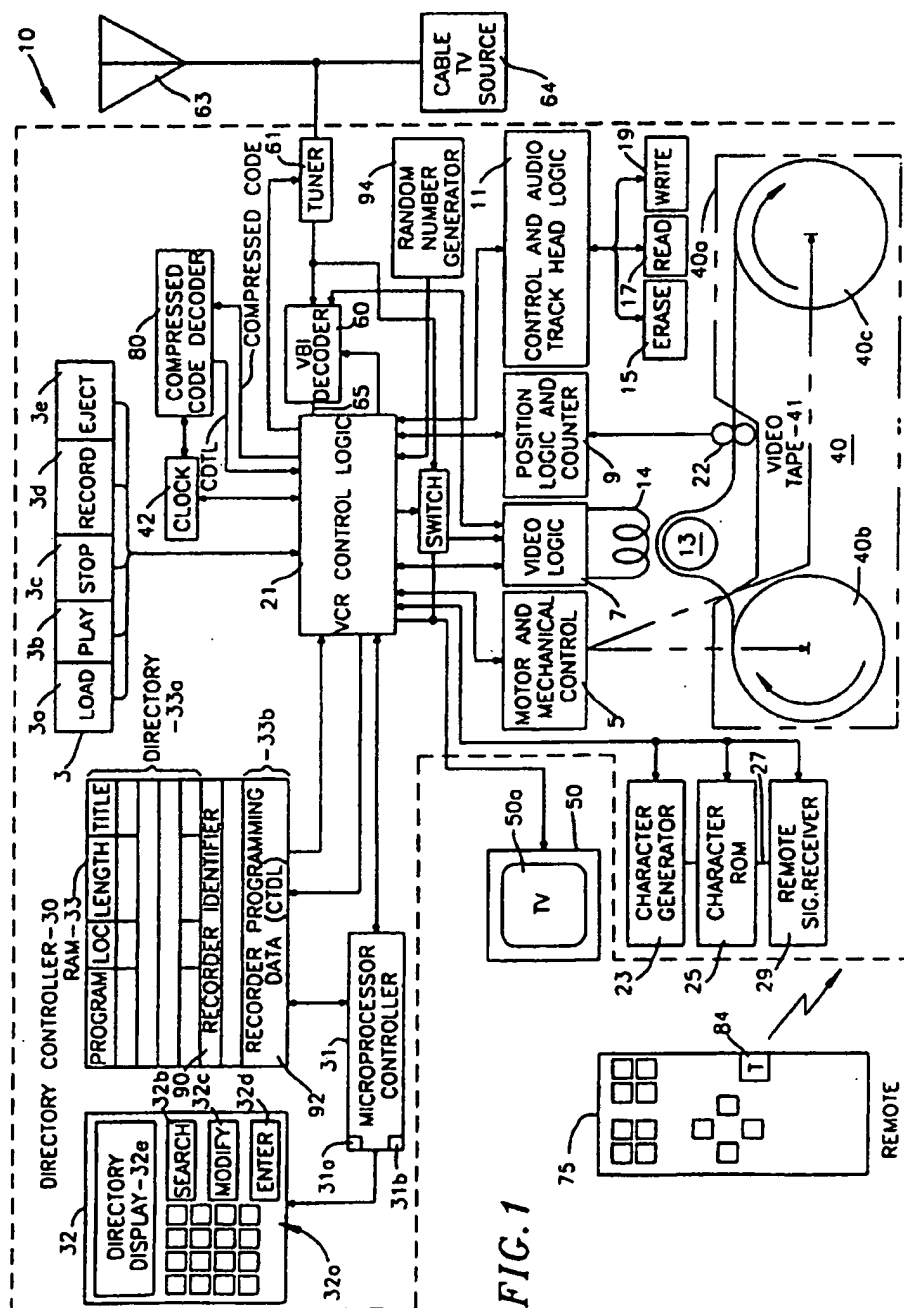 10
DIRECTORY CONTROLLER-30
RAM-33
PROGRAM LOC LENGTH TITLE
DIRECTORY
-33a
RECORDER IDENTIFIER
90
RECORDER PROGRAMMING
DATA (CTDL)
-33b
92
32
DIRECTORY
DISPLAY-32e
SEARCH
32b
MODIFY
32c
ENTER
32d
32a
31a
31b
31
MICROPROCESSOR
CONTROLLER
3
3a
3b
3c
3d
3e
LOAD
PLAY
STOP
RECORD
EJECT
42
CLOCK
80
COMPRESSED
CODE DECODER
CDTL
COMPRESSED CODE
21
VCR CONTROL LOGIC
65
VBI
DECODER
60
TUNER
61
63
CABLE
TV
SOURCE
64
94
RANDOM
NUMBER
GENERATOR
SWITCH
MOTOR AND
MECHANICAL
CONTROL
5
VIDEO
LOGIC
7
POSITION
LOGIC AND
COUNTER
9
CONTROL AND AUDIO
TRACK HEAD LOGIC
11
14
13
22
15
ERASE
17
READ
WRITE
19
40a
VIDEO
TAPE-41
40
40b
40c
50a
TV
50
CHARACTER
GENERATOR
23
CHARACTER
ROM
25
27
REMOTE
SIG.RECEIVER
29
75
T
84
REMOTE
FIG.1